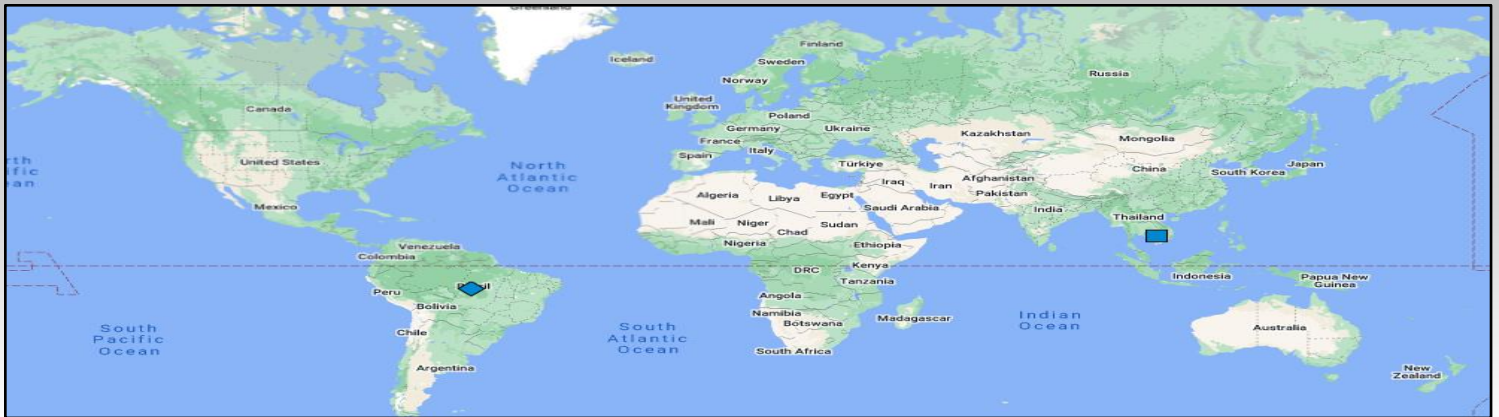 Greenland
Finland
Iceland
Sweden
Norway
Russia
Canada
United
Kingdom
Poland
Germany
Ukraine
France
Kazakhstan
Mongolia
Italy
Spain
United States
North
Atlantic
Ocean
Türkiye
Japan
China
South Korea
Afghanistan
Iraq
Iran
Pakistan
Algeria
Libya
Egypt
Mexico
Saudi Arabia
India
Thailand
Mali
Niger
Chad
Sudan
Nigeria
Ethiopia
Venezuela
Colombia
DRC
Kenya
Tanzania
Indonesia
Papua New
Guinea
Peru
Bolivia
Angola
Namibia
Botswana
Madagascar
Indian
Ocean
South
Pacific
Ocean
Chile
South
Atlantic
Ocean
Australia
South Africa
Argentina
New
Zealand